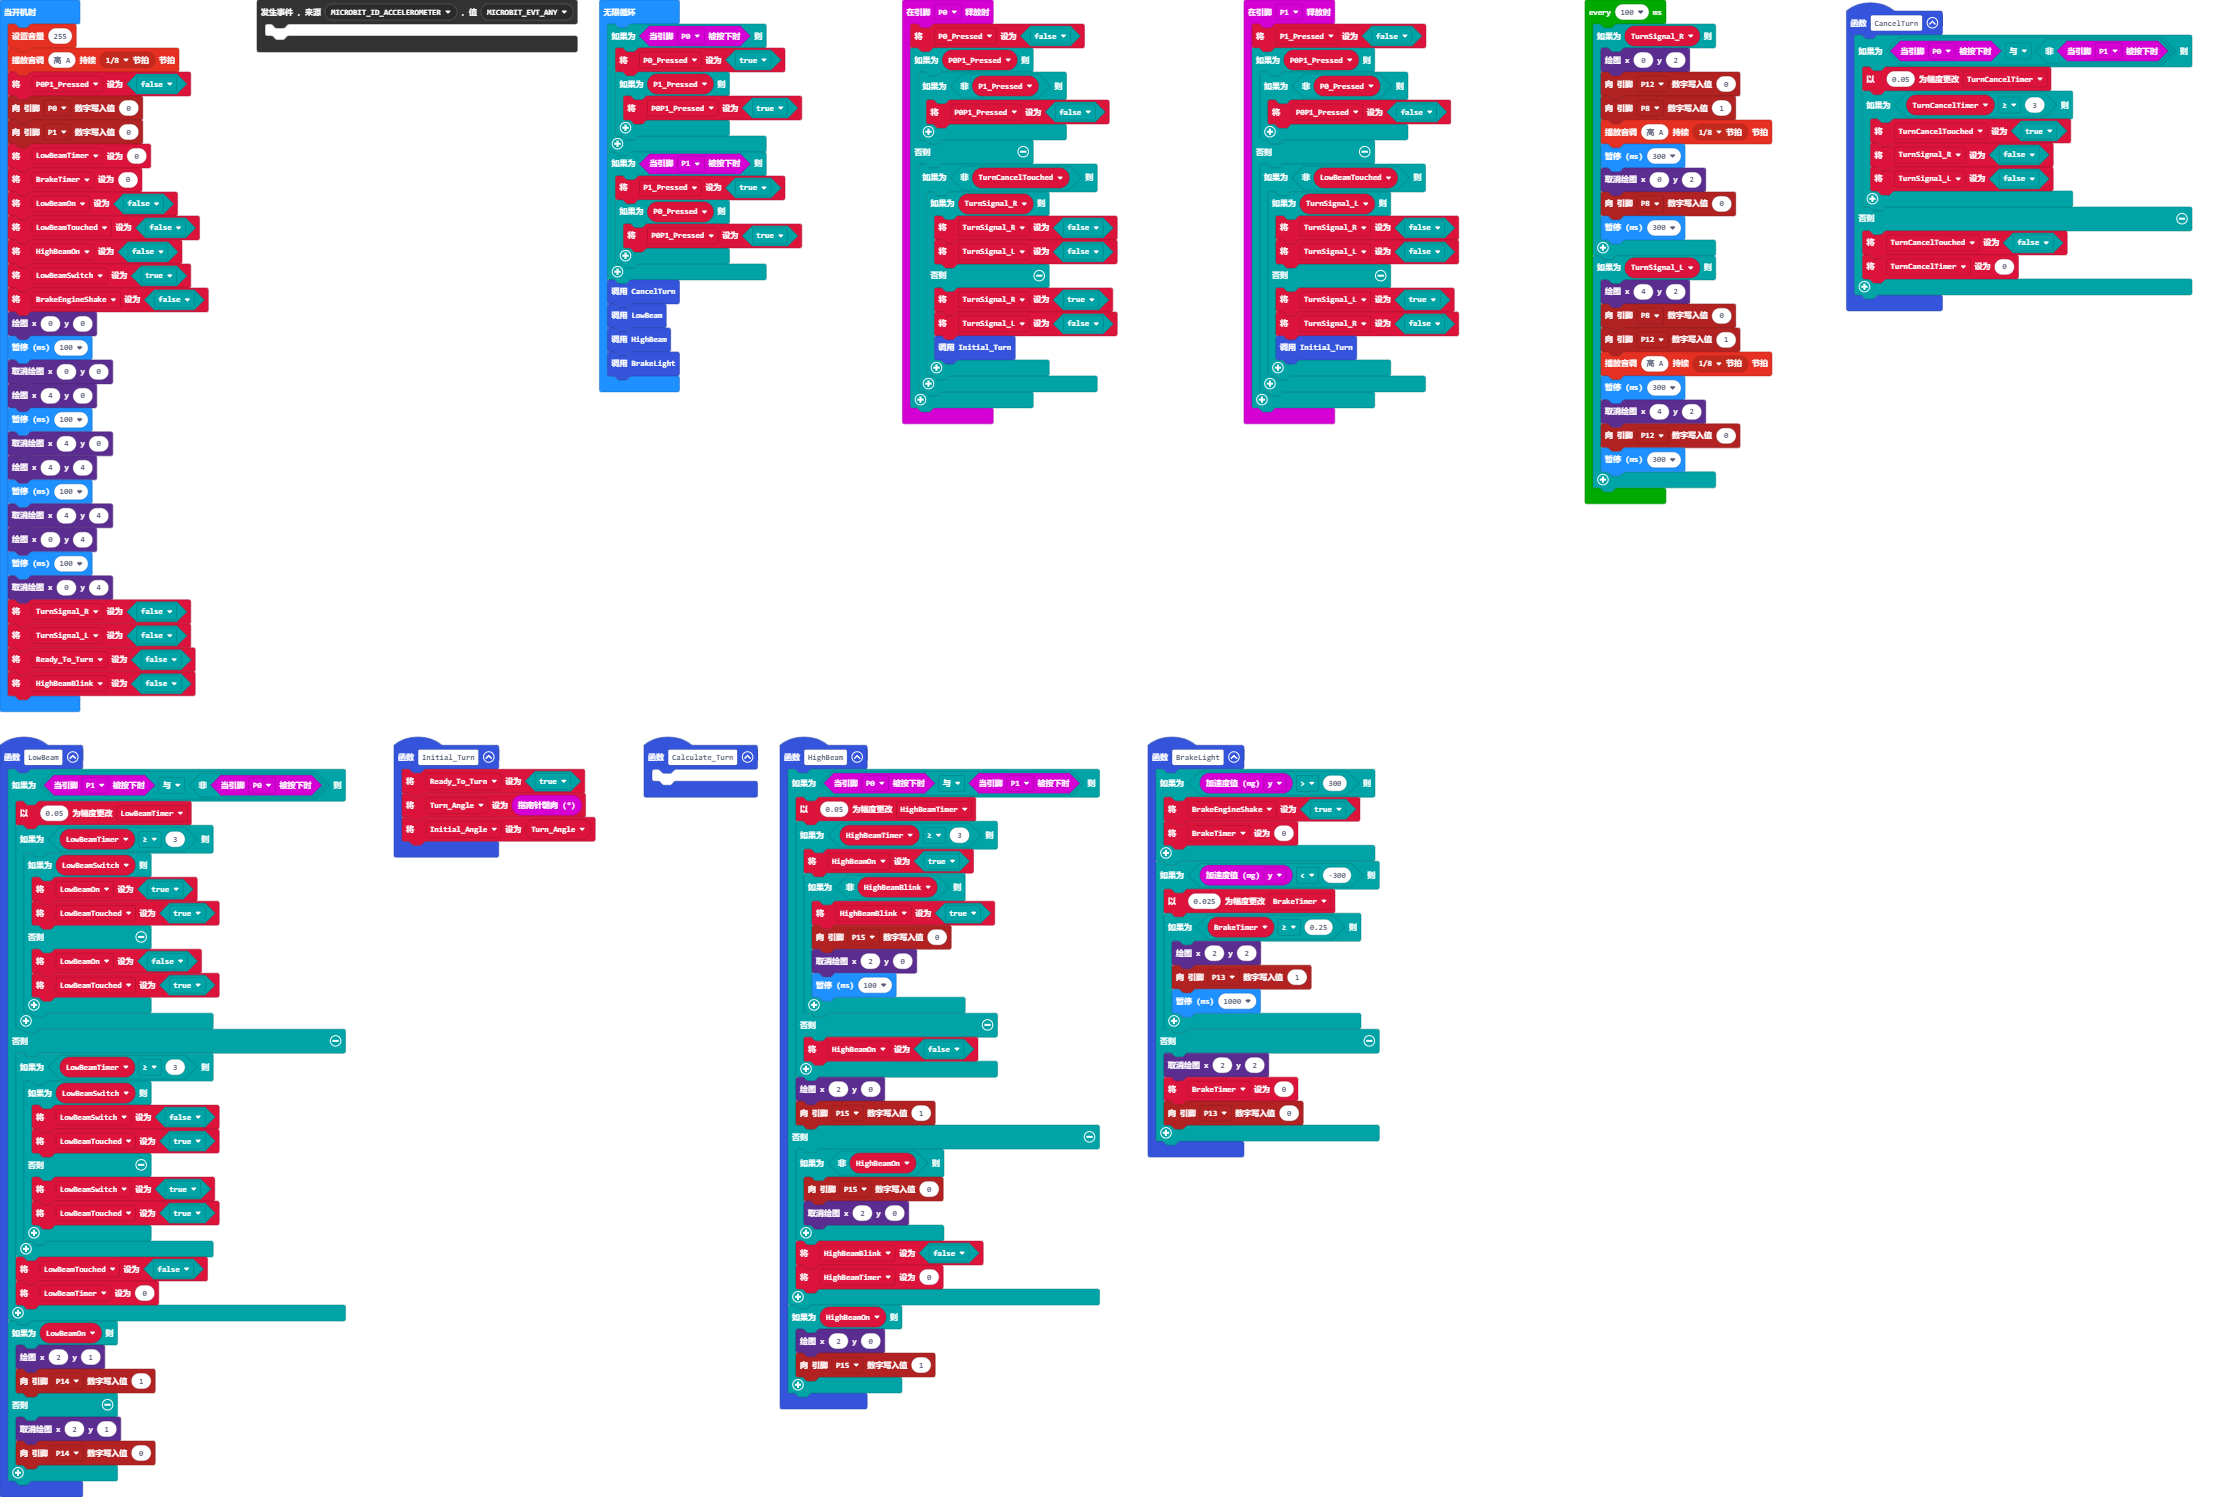 当开机时
设置音量 255
播放音调 高 A 持续 1/8 节拍 节拍
将 P0P1_Pressed 设为 false
向 引脚 P0 数字写入值 0
向 引脚 P1 数字写入值 0
将 LowBeamTimer 设为 0
将 BrakeTimer 设为 0
将 LowBeamOn 设为 false
将 LowBeamTouched 设为 false
将 HighBeamOn 设为 false
将 LowBeamSwitch 设为 true
将 BrakeEngineShake 设为 false
绘图 x 0 y 0
暂停 (ms) 100
取消绘图 x 0 y 0
绘图 x 4 y 0
暂停 (ms) 100
取消绘图 x 4 y 0
绘图 x 4 y 4
暂停 (ms) 100
取消绘图 x 4 y 4
绘图 x 0 y 4
暂停 (ms) 100
取消绘图 x 0 y 4
将 TurnSignal_R 设为 false
将 TurnSignal_L 设为 false
将 Ready_To_Turn 设为 false
将 HighBeamBlink 设为 false
发生事件 , 来源 MICROBIT_ID_ACCELEROMETER , 值 MICROBIT_EVT_ANY
无限循环
如果为 当引脚 P0 被按下时 则
将 P0_Pressed 设为 true
如果为 P1_Pressed 则
将 P0P1_Pressed 设为 true
如果为 当引脚 P1 被按下时 则
将 P1_Pressed 设为 true
如果为 P0_Pressed 则
将 P0P1_Pressed 设为 true
调用 CancelTurn
调用 LowBeam
调用 HighBeam
调用 BrakeLight
在引脚 P0 释放时
将 P0_Pressed 设为 false
如果为 P0P1_Pressed 则
如果为 非 P1_Pressed 则
将 P0P1_Pressed 设为 false
否则
如果为 非 TurnCancelTouched 则
如果为 TurnSignal_R 则
将 TurnSignal_R 设为 false
将 TurnSignal_L 设为 false
否则
将 TurnSignal_R 设为 true
将 TurnSignal_L 设为 false
调用 Initial_Turn
在引脚 P1 释放时
将 P1_Pressed 设为 false
如果为 P0P1_Pressed 则
如果为 非 P0_Pressed 则
将 P0P1_Pressed 设为 false
否则
如果为 非 LowBeamTouched 则
如果为 TurnSignal_L 则
将 TurnSignal_R 设为 false
将 TurnSignal_L 设为 false
否则
将 TurnSignal_L 设为 true
将 TurnSignal_R 设为 false
调用 Initial_Turn
every 100 ms
如果为 TurnSignal_R 则
绘图 x 0 y 2
向 引脚 P12 数字写入值 0
向 引脚 P8 数字写入值 1
播放音调 高 A 持续 1/8 节拍 节拍
暂停 (ms) 300
取消绘图 x 0 y 2
向 引脚 P8 数字写入值 0
暂停 (ms) 300
如果为 TurnSignal_L 则
绘图 x 4 y 2
向 引脚 P8 数字写入值 0
向 引脚 P12 数字写入值 1
播放音调 高 A 持续 1/8 节拍 节拍
暂停 (ms) 300
取消绘图 x 4 y 2
向 引脚 P12 数字写入值 0
暂停 (ms) 300
函数 CancelTurn
如果为 当引脚 P0 被按下时 与 非 当引脚 P1 被按下时 则
以 0.05 为幅度更改 TurnCancelTimer
如果为 TurnCancelTimer ≥ 3 则
将 TurnCancelTouched 设为 true
将 TurnSignal_R 设为 false
将 TurnSignal_L 设为 false
否则
将 TurnCancelTouched 设为 false
将 TurnCancelTimer 设为 0
函数 LowBeam
如果为 当引脚 P1 被按下时 与 非 当引脚 P0 被按下时 则
以 0.05 为幅度更改 LowBeamTimer
如果为 LowBeamTimer ≥ 3 则
如果为 LowBeamSwitch 则
将 LowBeamOn 设为 true
将 LowBeamTouched 设为 true
否则
将 LowBeamOn 设为 false
将 LowBeamTouched 设为 true
否则
如果为 LowBeamTimer ≥ 3 则
如果为 LowBeamSwitch 则
将 LowBeamSwitch 设为 false
将 LowBeamTouched 设为 true
否则
将 LowBeamSwitch 设为 true
将 LowBeamTouched 设为 true
将 LowBeamTouched 设为 false
将 LowBeamTimer 设为 0
如果为 LowBeamOn 则
绘图 x 2 y 1
向 引脚 P14 数字写入值 1
否则
取消绘图 x 2 y 1
向 引脚 P14 数字写入值 0
函数 Initial_Turn
将 Ready_To_Turn 设为 true
将 Turn_Angle 设为 指南针朝向 (°)
将 Initial_Angle 设为 Turn_Angle
函数 Calculate_Turn
函数 HighBeam
如果为 当引脚 P0 被按下时 与 当引脚 P1 被按下时 则
以 0.05 为幅度更改 HighBeamTimer
如果为 HighBeamTimer ≥ 3 则
将 HighBeamOn 设为 true
如果为 非 HighBeamBlink 则
将 HighBeamBlink 设为 true
向 引脚 P15 数字写入值 0
取消绘图 x 2 y 0
暂停 (ms) 100
否则
将 HighBeamOn 设为 false
绘图 x 2 y 0
向 引脚 P15 数字写入值 1
否则
如果为 非 HighBeamOn 则
向 引脚 P15 数字写入值 0
取消绘图 x 2 y 0
将 HighBeamBlink 设为 false
将 HighBeamTimer 设为 0
如果为 HighBeamOn 则
绘图 x 2 y 0
向 引脚 P15 数字写入值 1
函数 BrakeLight
如果为 加速度值 (mg) y > 300 则
将 BrakeEngineShake 设为 true
将 BrakeTimer 设为 0
如果为 加速度值 (mg) y < -300 则
以 0.025 为幅度更改 BrakeTimer
如果为 BrakeTimer ≥ 0.25 则
绘图 x 2 y 2
向 引脚 P13 数字写入值 1
暂停 (ms) 1000
否则
取消绘图 x 2 y 2
将 BrakeTimer 设为 0
向 引脚 P13 数字写入值 0